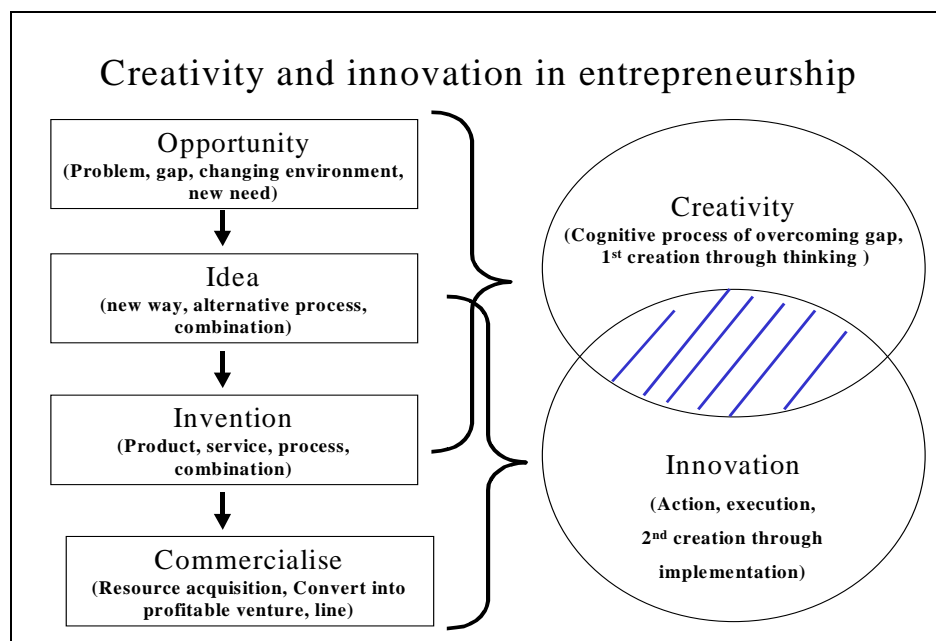 Creativity and innovation in entrepreneurship
Opportunity
(Problem, gap, changing environment,
new need)
Idea
(new way, alternative process,
combination)
Invention
(Product, service, process,
combination)
Commercialise
(Resource acquisition, Convert into
profitable venture, line)
Creativity
(Cognitive process of overcoming gap,
1st creation through thinking )
Innovation
(Action, execution,
2nd creation through
implementation)